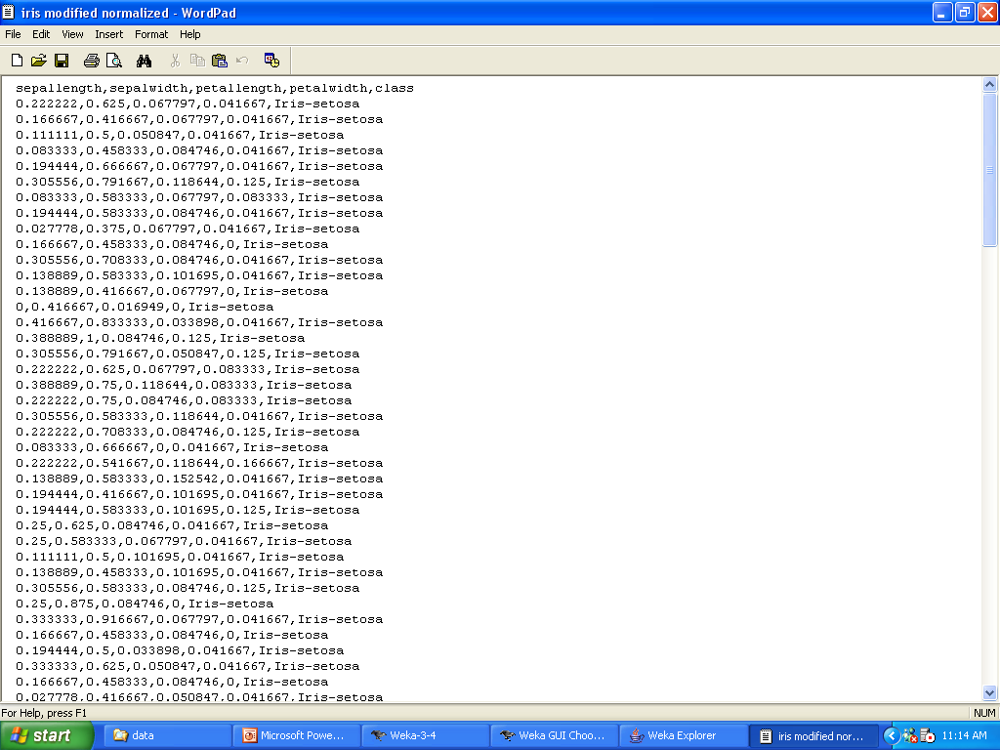 iris modified normalized - WordPad
File Edit View Insert Format Help
sepallength,sepalwidth,petallength,petalwidth,class
0.222222,0.625,0.067797,0.041667,Iris-setosa
0.166667,0.416667,0.067797,0.041667,Iris-setosa
0.111111,0.5,0.050847,0.041667,Iris-setosa
0.083333,0.458333,0.084746,0.041667,Iris-setosa
0.194444,0.666667,0.067797,0.041667,Iris-setosa
0.305556,0.791667,0.118644,0.125,Iris-setosa
0.083333,0.583333,0.067797,0.083333,Iris-setosa
0.194444,0.583333,0.084746,0.041667,Iris-setosa
0.027778,0.375,0.067797,0.041667,Iris-setosa
0.166667,0.458333,0.084746,0,Iris-setosa
0.305556,0.708333,0.084746,0.041667,Iris-setosa
0.138889,0.583333,0.101695,0.041667,Iris-setosa
0.138889,0.416667,0.067797,0,Iris-setosa
0,0.416667,0.016949,0,Iris-setosa
0.416667,0.833333,0.033898,0.041667,Iris-setosa
0.388889,1,0.084746,0.125,Iris-setosa
0.305556,0.791667,0.050847,0.125,Iris-setosa
0.222222,0.625,0.067797,0.083333,Iris-setosa
0.388889,0.75,0.118644,0.083333,Iris-setosa
0.222222,0.75,0.084746,0.083333,Iris-setosa
0.305556,0.583333,0.118644,0.041667,Iris-setosa
0.222222,0.708333,0.084746,0.125,Iris-setosa
0.083333,0.666667,0,0.041667,Iris-setosa
0.222222,0.541667,0.118644,0.166667,Iris-setosa
0.138889,0.583333,0.152542,0.041667,Iris-setosa
0.194444,0.416667,0.101695,0.041667,Iris-setosa
0.194444,0.583333,0.101695,0.125,Iris-setosa
0.25,0.625,0.084746,0.041667,Iris-setosa
0.25,0.583333,0.067797,0.041667,Iris-setosa
0.111111,0.5,0.101695,0.041667,Iris-setosa
0.138889,0.458333,0.101695,0.041667,Iris-setosa
0.305556,0.583333,0.084746,0.125,Iris-setosa
0.25,0.875,0.084746,0,Iris-setosa
0.333333,0.916667,0.067797,0.041667,Iris-setosa
0.166667,0.458333,0.084746,0,Iris-setosa
0.194444,0.5,0.033898,0.041667,Iris-setosa
0.333333,0.625,0.050847,0.041667,Iris-setosa
0.166667,0.458333,0.084746,0,Iris-setosa
0.027778,0.416667,0.050847,0.041667,Iris-setosa
For Help, press F1 NUM
start data Microsoft Powe... Weka-3-4 Weka GUI Choo... Weka Explorer iris modified nor... 11:14 AM